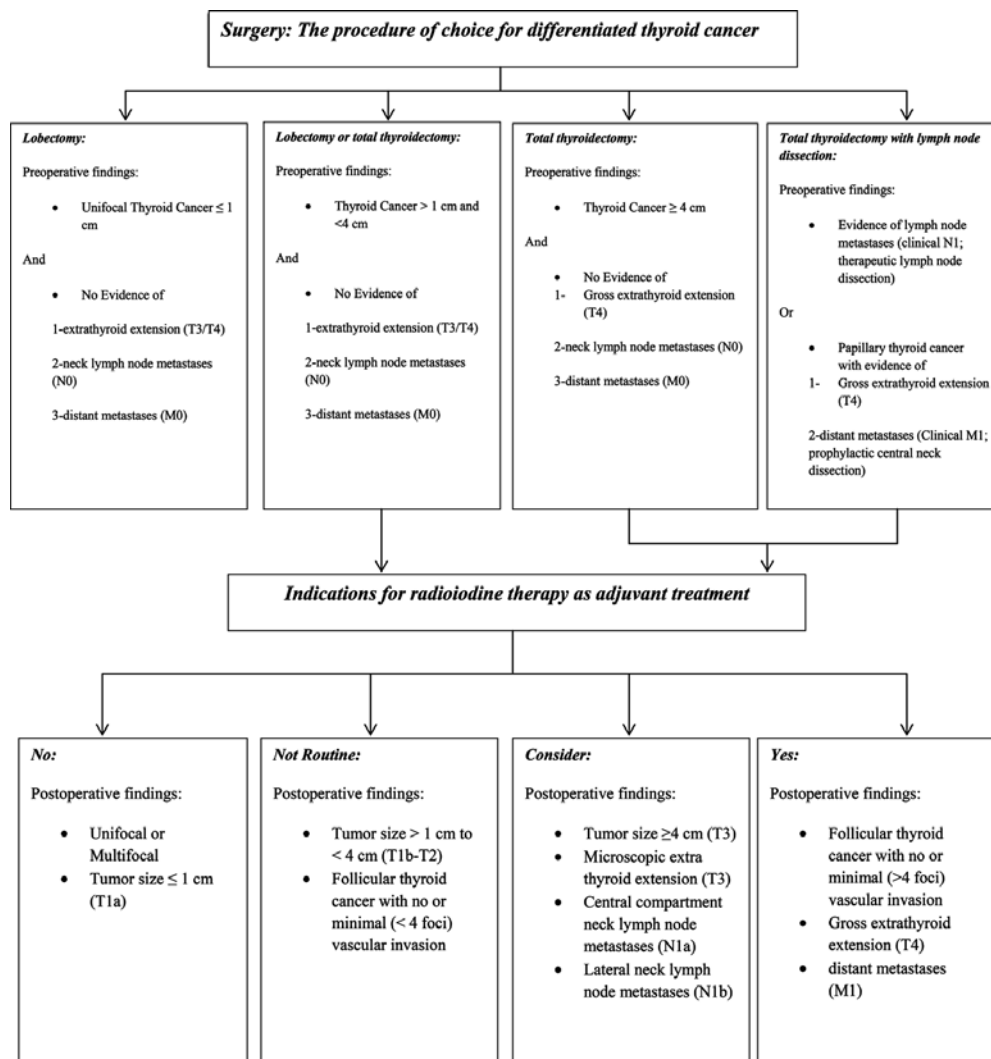 Surgery: The procedure of choice for differentiated thyroid cancer
Lobectomy:
Preoperative findings:
• Unifocal Thyroid Cancer ≤ 1
cm
And
• No Evidence of
1-extrathyroid extension (T3/T4)
2-neck lymph node metastases
(N0)
3-distant metastases (M0)
Lobectomy or total thyroidectomy:
Preoperative findings:
• Thyroid Cancer > 1 cm and
<4 cm
And
• No Evidence of
1-extrathyroid extension (T3/T4)
2-neck lymph node metastases
(N0)
3-distant metastases (M0)
Total thyroidectomy:
Preoperative findings:
• Thyroid Cancer ≥ 4 cm
And
• No Evidence of
1- Gross extrathyroid extension
(T4)
2-neck lymph node metastases (N0)
3-distant metastases (M0)
Total thyroidectomy with lymph node
dissection:
Preoperative findings:
• Evidence of lymph node
metastases (clinical N1;
therapeutic lymph node
dissection)
Or
• Papillary thyroid cancer
with evidence of
1- Gross extrathyroid extension
(T4)
2-distant metastases (Clinical M1;
prophylactic central neck
dissection)
Indications for radioiodine therapy as adjuvant treatment
No:
Postoperative findings:
• Unifocal or
Multifocal
• Tumor size ≤ 1 cm
(T1a)
Not Routine:
Postoperative findings:
• Tumor size > 1 cm to
< 4 cm (T1b-T2)
• Follicular thyroid
cancer with no or
minimal (< 4 foci)
vascular invasion
Consider:
Postoperative findings:
• Tumor size ≥4 cm (T3)
• Microscopic extra
thyroid extension (T3)
• Central compartment
neck lymph node
metastases (N1a)
• Lateral neck lymph
node metastases (N1b)
Yes:
Postoperative findings:
• Follicular thyroid
cancer with no or
minimal (>4 foci)
vascular invasion
• Gross extrathyroid
extension (T4)
• distant metastases
(M1)